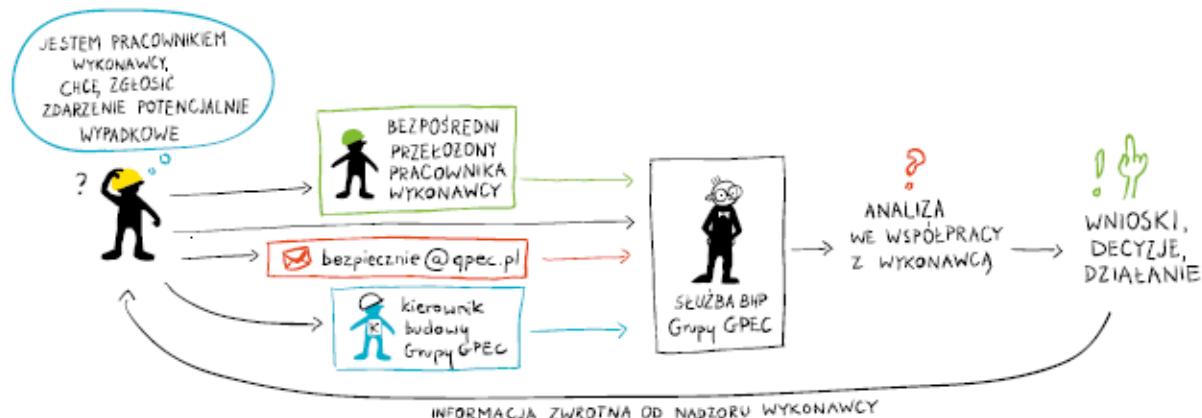 JESTEM PRACOWNIKIEM
WYKONAWCY,
CHCĘ ZGŁOSIĆ
ZDARZENIE POTENCJALNIE
WYPADKOWE
?
BEZPOŚREDNI
PRZEŁOŻONY
PRACOWNIKA
WYKONAWCY
bezpiecznie@gpec.pl
K
kierownik
budowy
Grupy GPEC
SŁUŻBA BHP
Grupy GPEC
?
ANALIZA
WE WSPÓŁPRACY
Z WYKONAWCĄ
!
WNIOSKI,
DECYZJE,
DZIAŁANIE
INFORMACJA ZWROTNA OD NADZORU WYKONAWCY